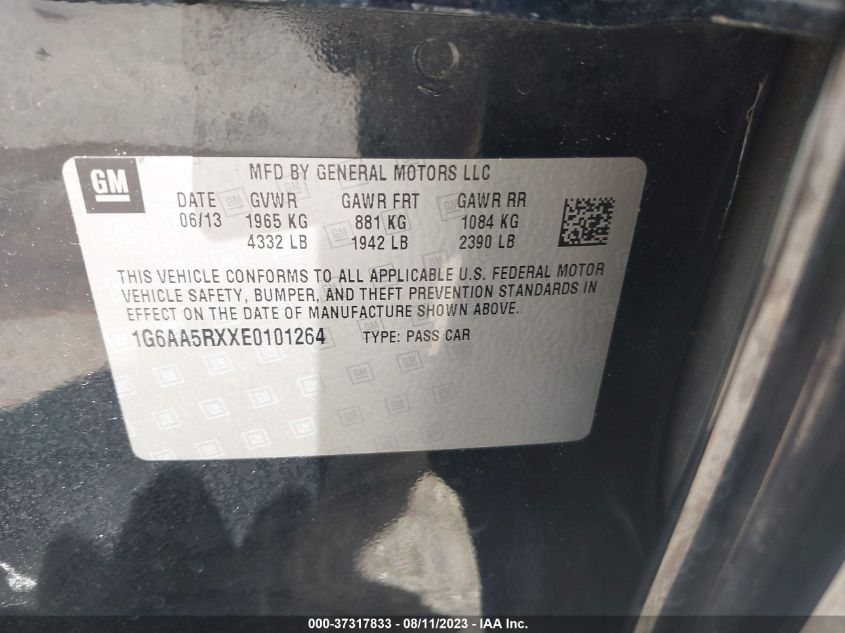 GM MFD BY GENERAL MOTORS LLC
DATE GVWR GAWR FRT GAWR RR
06/13 1965 KG 881 KG 1084 KG
4332 LB 1942 LB 2390 LB
THIS VEHICLE CONFORMS TO ALL APPLICABLE U.S. FEDERAL MOTOR
VEHICLE SAFETY, BUMPER, AND THEFT PREVENTION STANDARDS IN
EFFECT ON THE DATE OF MANUFACTURE SHOWN ABOVE.
1G6AA5RXXE0101264 TYPE: PASS CAR
000-37317833 - 08/11/2023 - © IAA Inc.